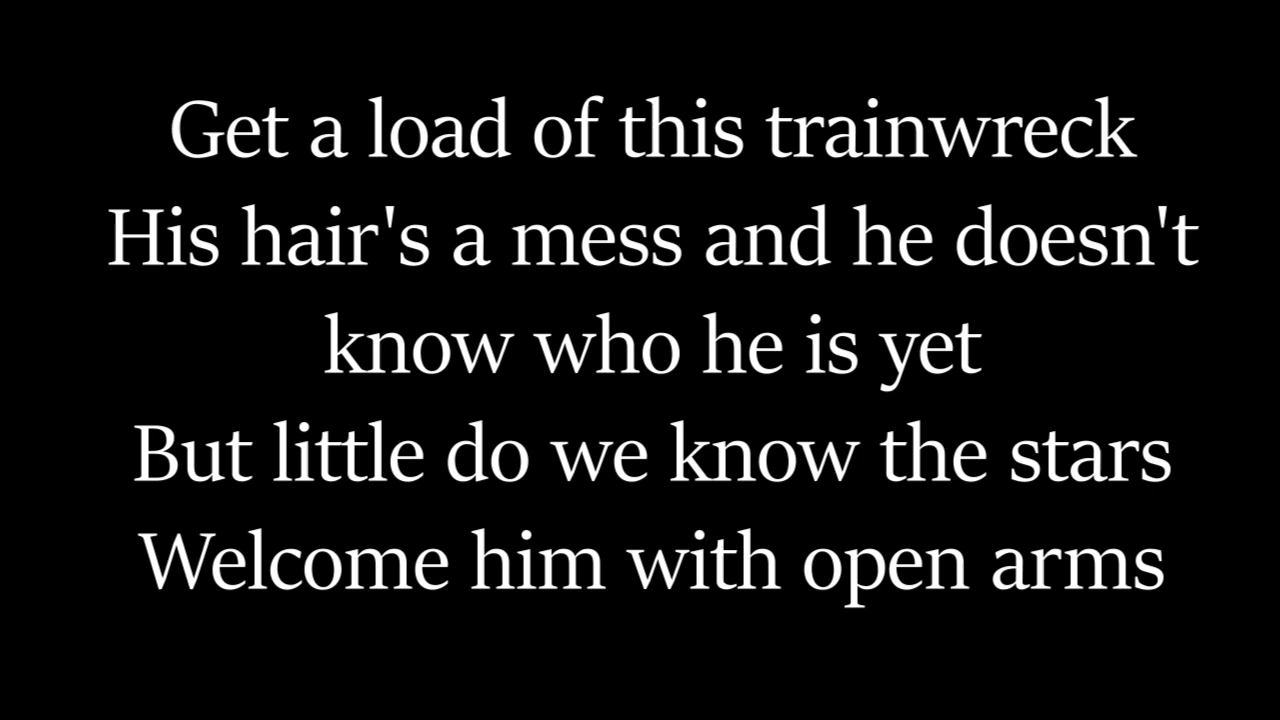 Get a load of this trainwreck
His hair's a mess and he doesn't
know who he is yet
But little do we know the stars
Welcome him with open arms